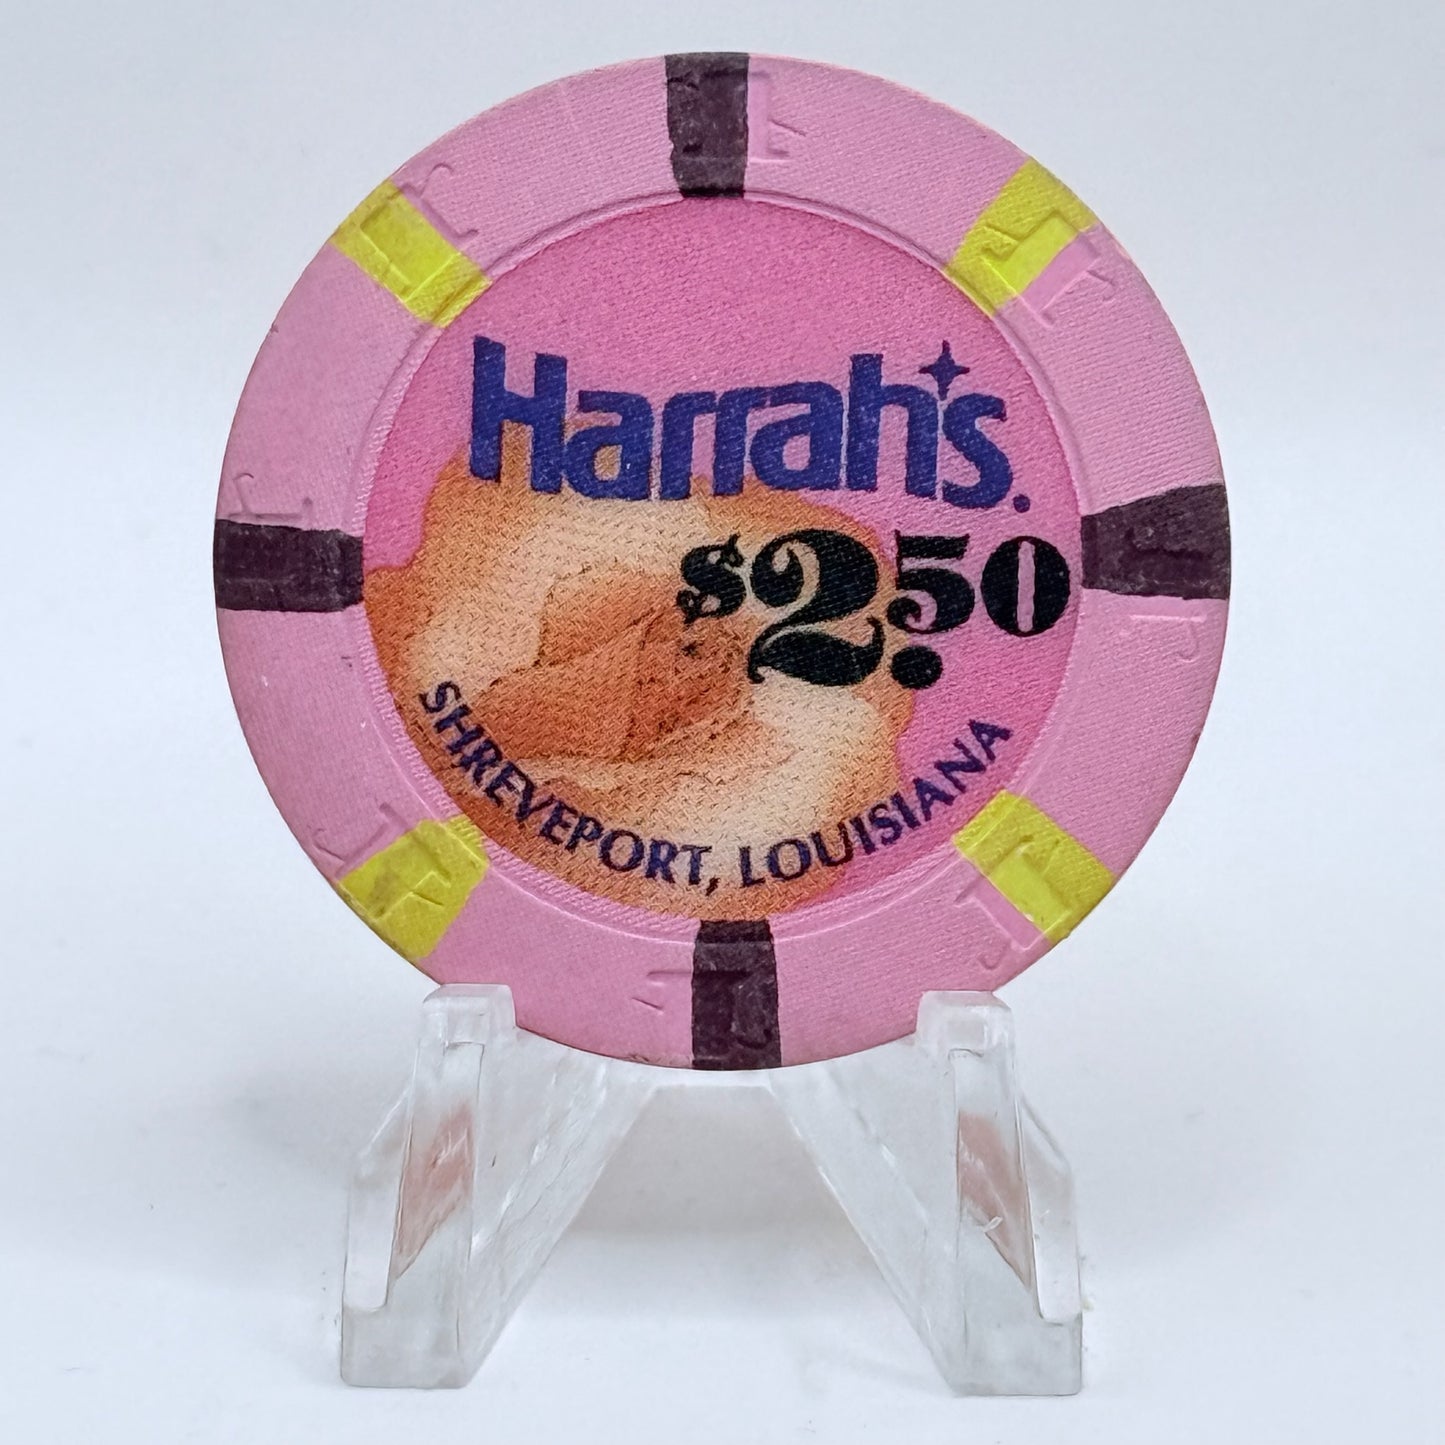 Harrah's.
$2.50
SHREVEPORT, LOUISIANA